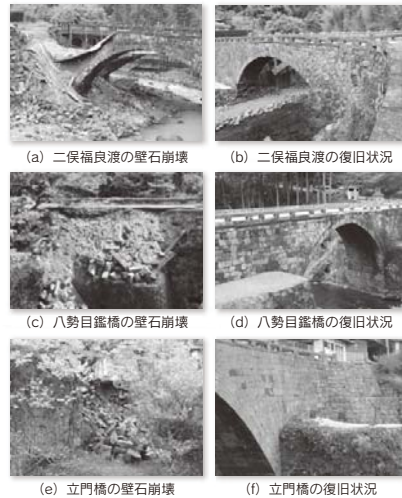 (a) 二俣福良渡の壁石崩壊
(b) 二俣福良渡の復旧状況
(c) 八勢目鑑橋の壁石崩壊
(d) 八勢目鑑橋の復旧状況
(e) 立門橋の壁石崩壊
(f) 立門橋の復旧状況